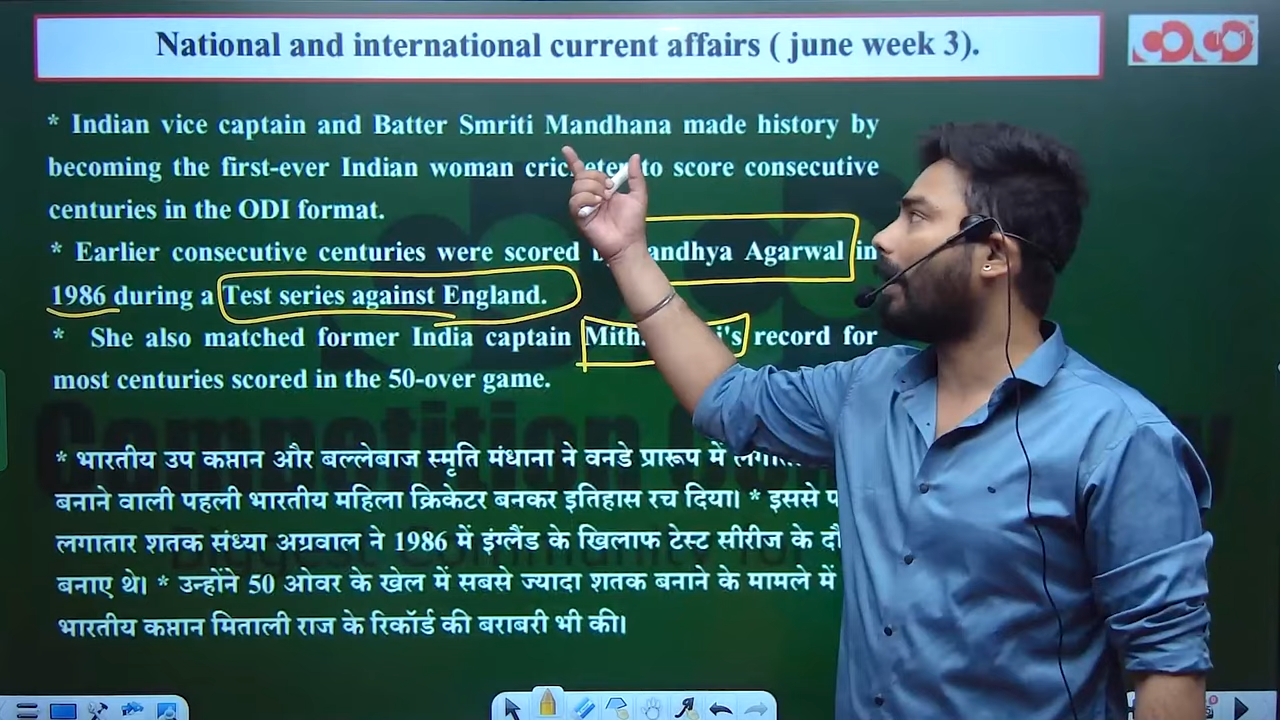 National and international current affairs ( june week 3).
* Indian vice captain and Batter Smriti Mandhana made history by
becoming the first-ever Indian woman to score consecutive
centuries in the ODI format.
* Earlier consecutive centuries were scored Agarwal in
1986 during a Test series against England.
* She also matched former India captain record for
most centuries scored in the 50-over game.
* भारतीय उप कप्तान और बल्लेबाज स्मृति मंधाना ने वनडे प्रारूप में
बनाने वाली पहली भारतीय महिला क्रिकेटर बनकर इतिहास रच दिया। * इससे
लगातार शतक संध्या अग्रवाल ने 1986 में इंग्लैंड के खिलाफ टेस्ट सीरीज के
बनाए थे। * उन्होंने 50 ओवर के खेल में सबसे ज्यादा शतक बनाने के मामले में
भारतीय कप्तान मिताली राज के रिकॉर्ड की बराबरी भी की।